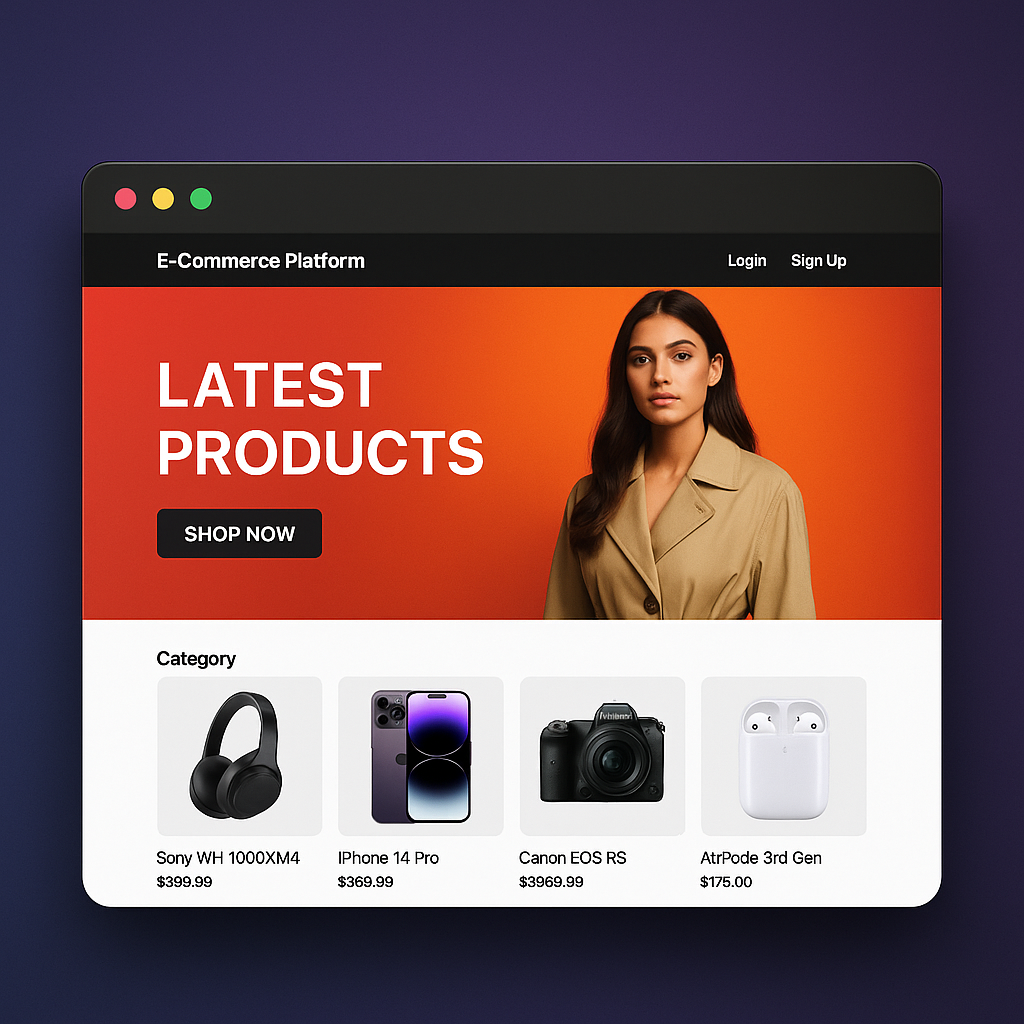 E-Commerce Platform
Login Sign Up
LATEST
PRODUCTS
SHOP NOW
Category
Sony WH 1000XM4
$399.99
IPhone 14 Pro
$369.99
Canon EOS RS
$3969.99
AtrPode 3rd Gen
$175.00